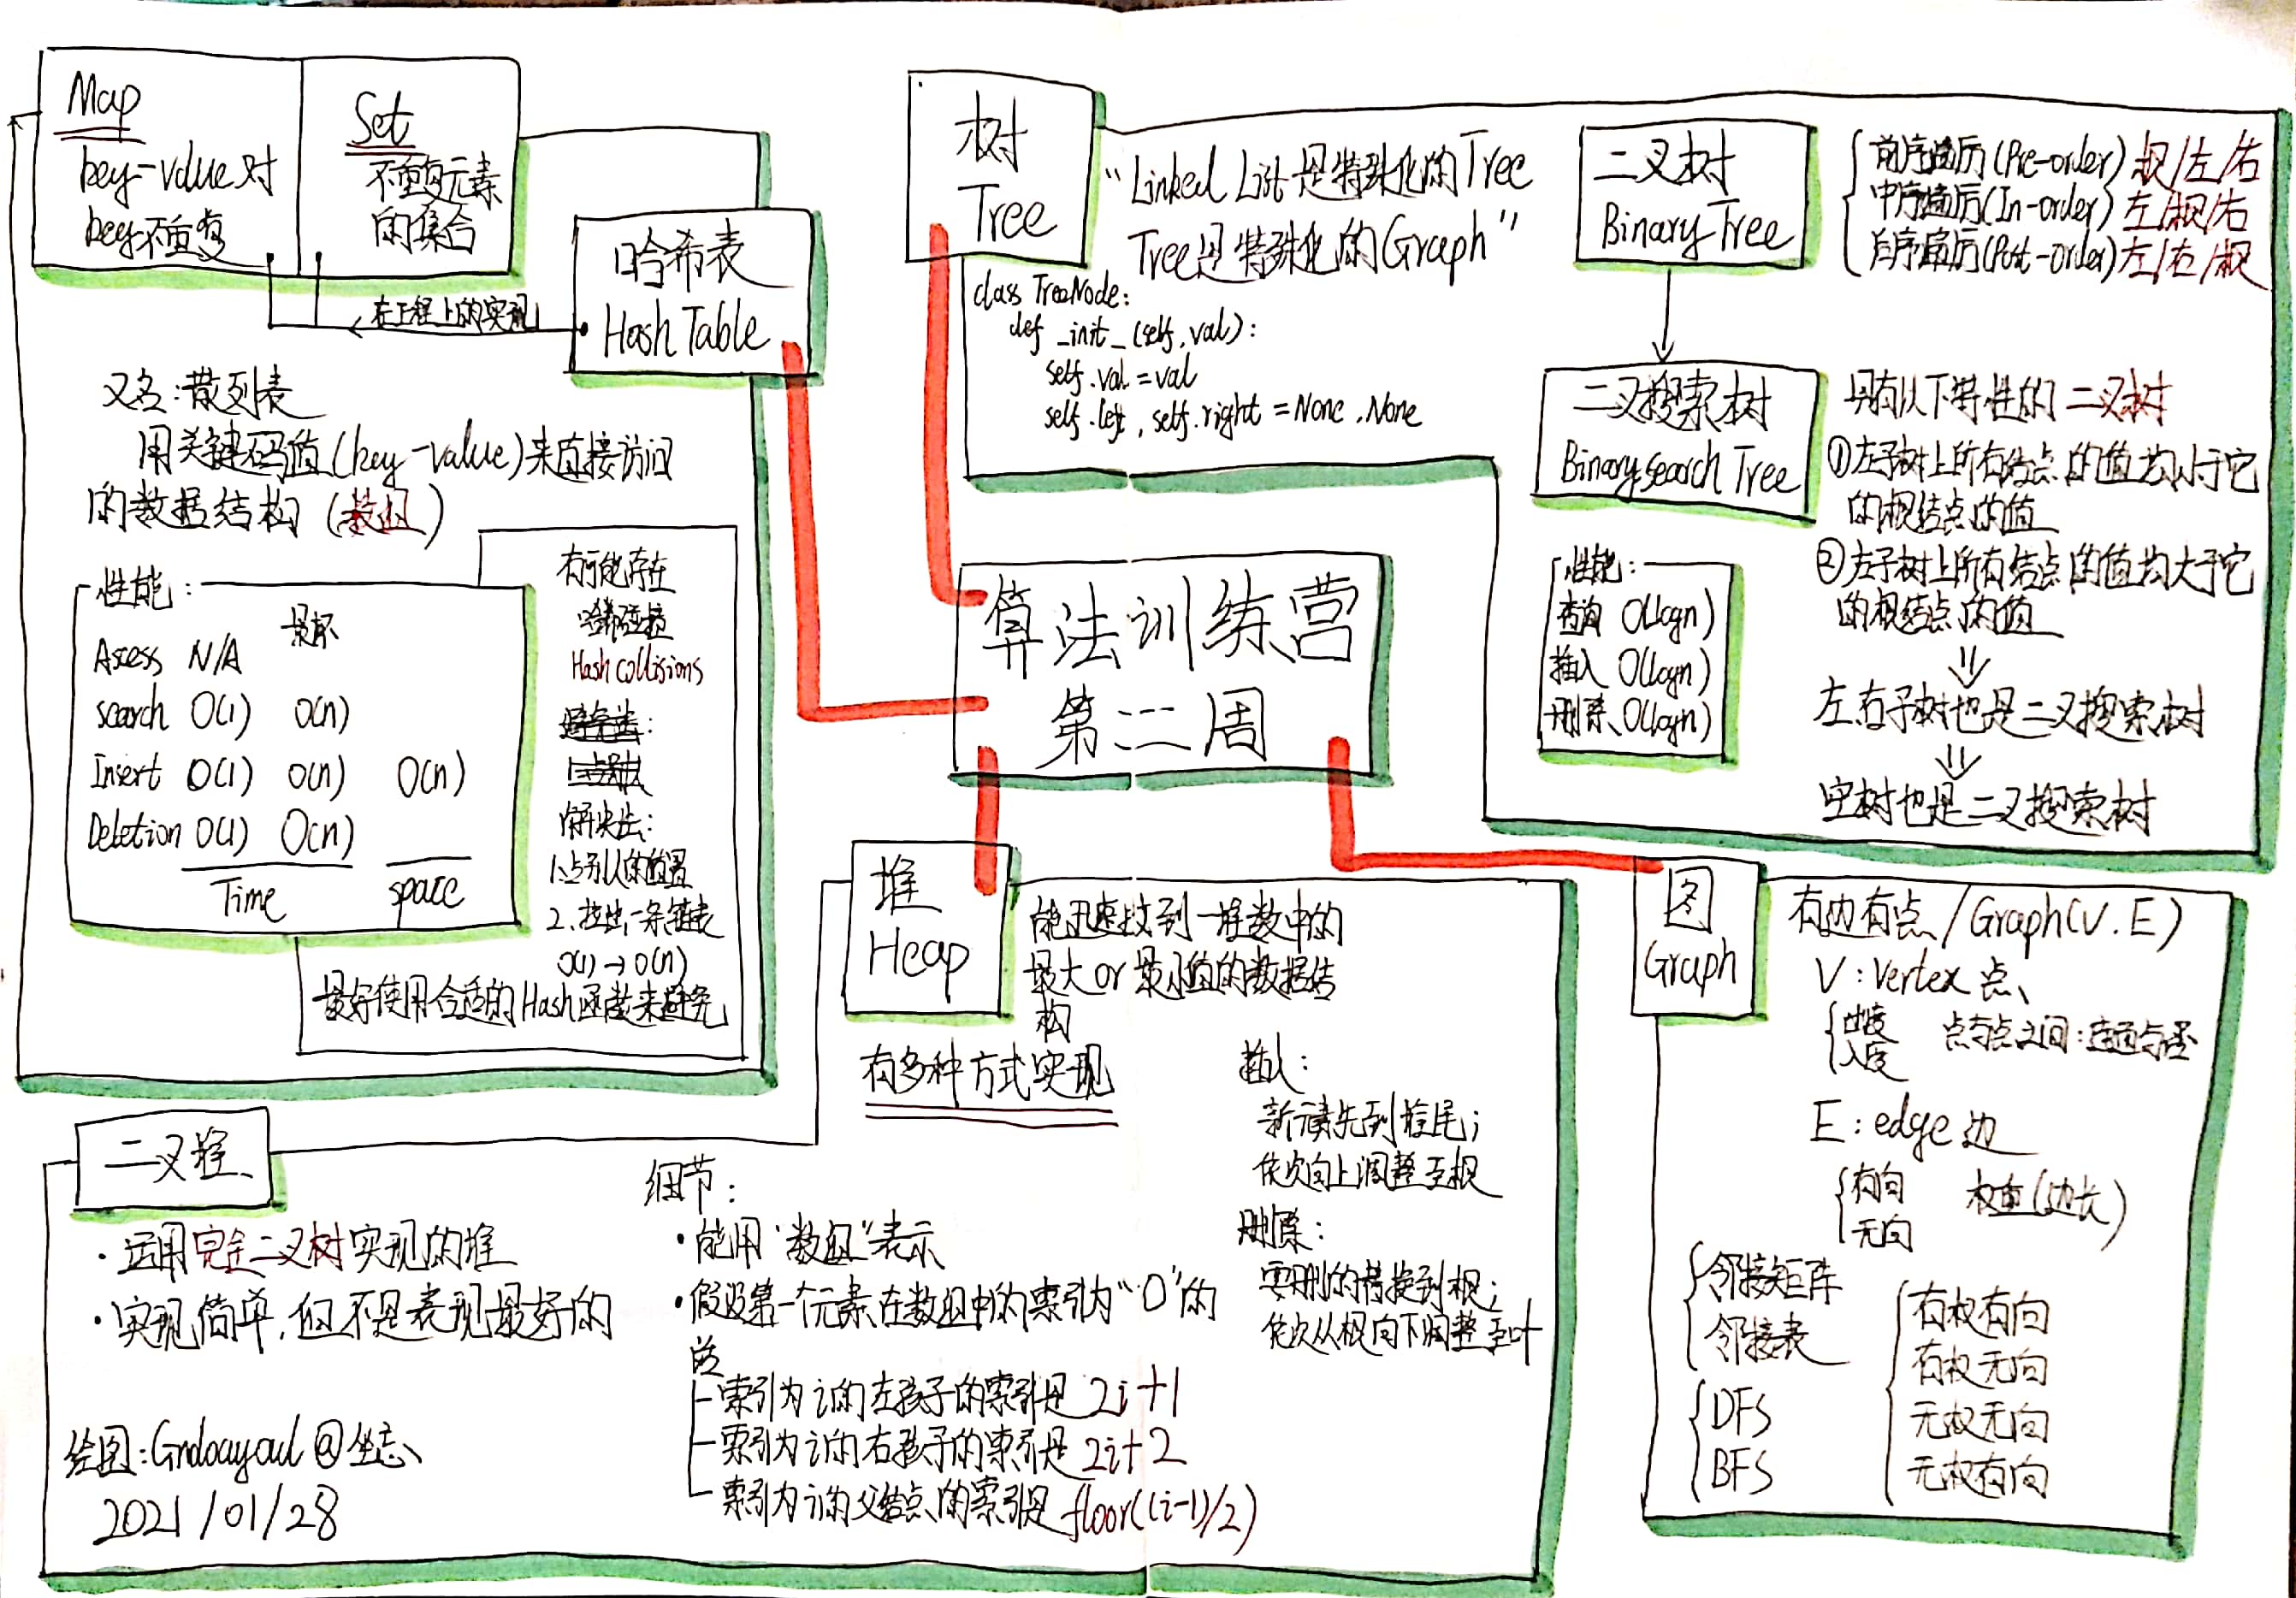 Map
key-value对
key不重复
Set
不重复元素
的集合
哈希表
Hash Table
在工程上的实现
又名:散列表
用关键码值(key-value)来直接访问
的数据结构(数组)
性能:
最坏
Acess N/A
search O(1) O(n)
Insert O(1) O(n) O(n)
Deletion O(1) O(n)
Time space
有可能存在
哈希碰撞
Hash collisions
解决法:
1.占别人的位置
2.拉出一条链表
O(1)→O(n)
最好使用合适的Hash函数来避免
树
Tree
“Linked List是特殊化的Tree
Tree是特殊化的Graph”
class TreeNode:
def _init_(self,val):
self.val=val
self.left, self.right=None,None
二叉树
Binary Tree
前序遍历(Pre-order)根/左/右
中序遍历(In-order)左/根/右
后序遍历(Post-order)左/右/根
二叉搜索树
Binary search Tree
具有以下特性的二叉树
①左子树上所有结点的值均小于它
的根结点的值
②左子树上所有结点的值均大于它
的根结点的值
⇓
左右子树也是二叉搜索树
⇓
空树也是二叉搜索树
性能:
查询 O(logn)
插入 O(logn)
删除 O(logn)
算法训练营
第二周
堆
Heap
能迅速找到一堆数中的
最大or最小值的数据结
构
有多种方式实现
插入:
新元素先到堆尾;
依次向上调整至根
删除:
要删的替换到根;
依次从根向下调整至叶
二叉堆
·运用完全二叉树实现的堆
·实现简单,但不是表现最好的
细节:
·能用“数组”表示
·假设第一个元素在数组中的索引为“0”的
话
索引为i的左孩子的索引是 2i+1
索引为i的右孩子的索引是 2i+2
索引为i的父结点的索引是 floor((i-1)/2)
图
Graph
有边有点/Graph(V.E)
V:Vertex 点
出度
入度
点与点之间:连通与否
E:edge 边
有向
无向
权重(边长)
邻接矩阵
邻接表
DFS
BFS
有权有向
有权无向
无权无向
无权有向
绘图:
2021/01/28